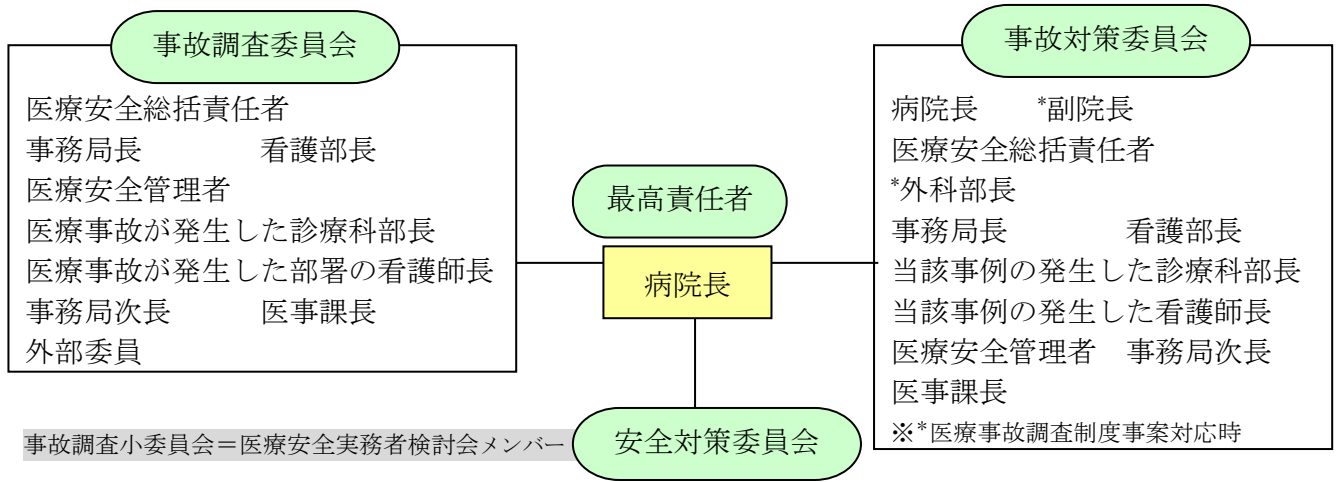 事故調査委員会
医療安全総括責任者
事務局長 看護部長
医療安全管理者
医療事故が発生した診療科部長
医療事故が発生した部署の看護師長
事務局次長 医事課長
外部委員
最高責任者
病院長
事故対策委員会
病院長 *副院長
医療安全総括責任者
*外科部長
事務局長 看護部長
当該事例の発生した診療科部長
当該事例の発生した看護師長
医療安全管理者 事務局次長
医事課長
※*医療事故調査制度事案対応時
事故調査小委員会＝医療安全実務者検討会メンバー
安全対策委員会